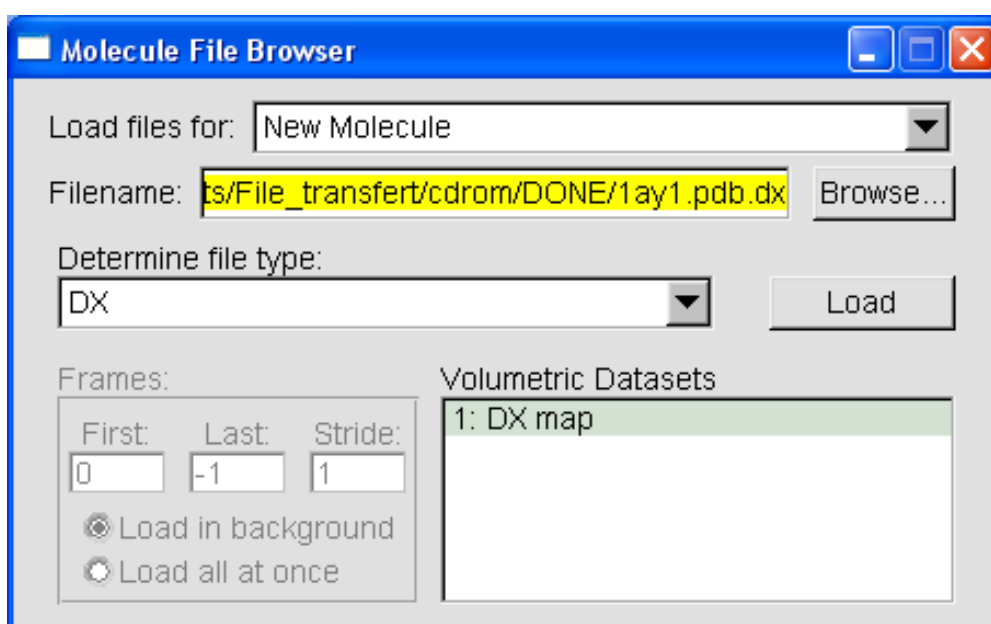 Molecule File Browser
Load files for: New Molecule
Filename: ts/File_transfert/cdrom/DONE/1ay1.pdb.dx Browse...
Determine file type:
DX Load
Frames: Volumetric Datasets
First: Last: Stride: 1: DX map
0 -1 1
Load in background
Load all at once